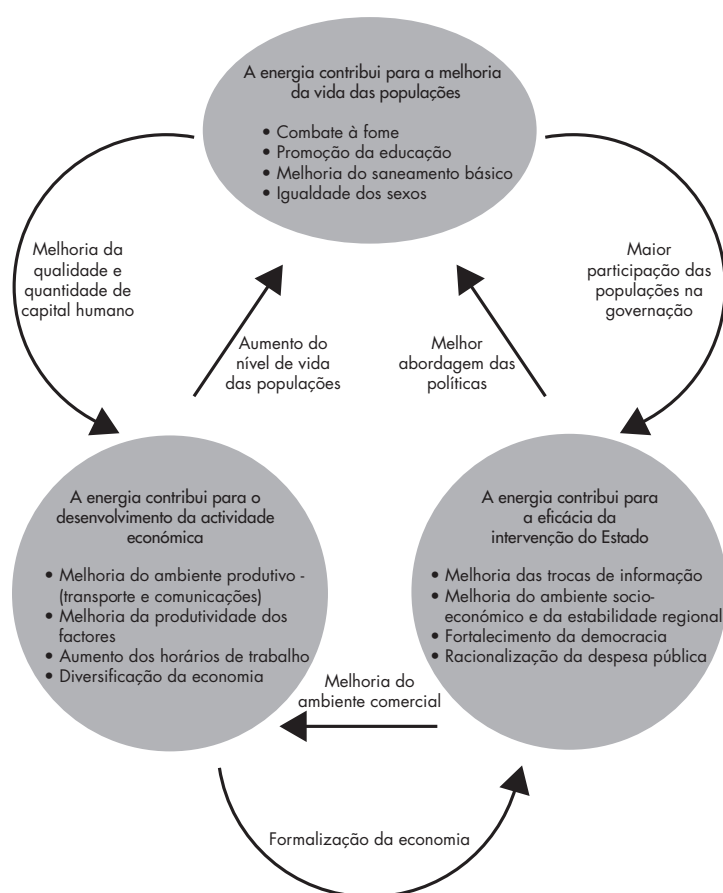 A energia contribui para a melhoria
da vida das populações
• Combate à fome
• Promoção da educação
• Melhoria do saneamento básico
• Igualdade dos sexos
Melhoria da
qualidade e
quantidade de
capital humano
Maior
participação das
populações na
governação
Aumento do
nível de vida
das populações
Melhor
abordagem das
políticas
A energia contribui para o
desenvolvimento da actividade
económica
• Melhoria do ambiente produtivo -
(transporte e comunicações)
• Melhoria da produtividade dos
factores
• Aumento dos horários de trabalho
• Diversificação da economia
A energia contribui para
a eficácia da
intervenção do Estado
• Melhoria das trocas de informação
• Melhoria do ambiente socio-
económico e da estabilidade regional
• Fortalecimento da democracia
• Racionalização da despesa pública
Melhoria do
ambiente comercial
Formalização da economia